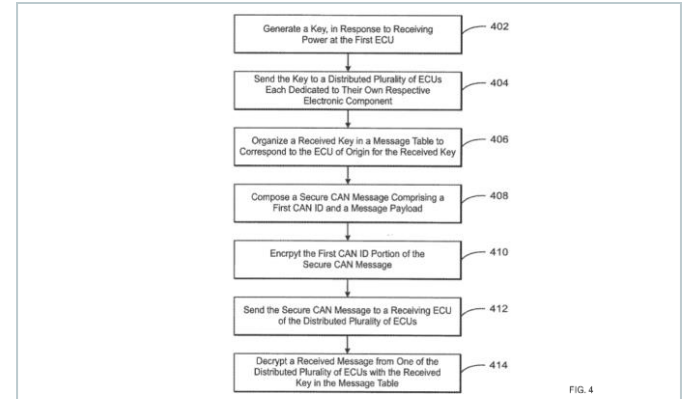 Generate a Key, in Response to Receiving
Power at the First ECU
402
Send the Key to a Distributed Plurality of ECUs
Each Dedicated to Their Own Respective
Electronic Component
404
Organize a Received Key in a Message Table to
Correspond to the ECU of Origin for the Received Key
406
Compose a Secure CAN Message Comprising a
First CAN ID and a Message Payload
408
Encrpyt the First CAN ID Portion of the
Secure CAN Message
410
Send the Secure CAN Message to a Receiving ECU
of the Distributed Plurality of ECUs
412
Decrypt a Received Message from One of the
Distributed Plurality of ECUs with the Received
Key in the Message Table
414
FIG. 4